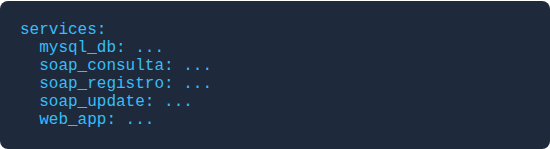 services:
  mysql_db: ...
  soap_consulta: ...
  soap_registro: ...
  soap_update: ...
  web_app: ...